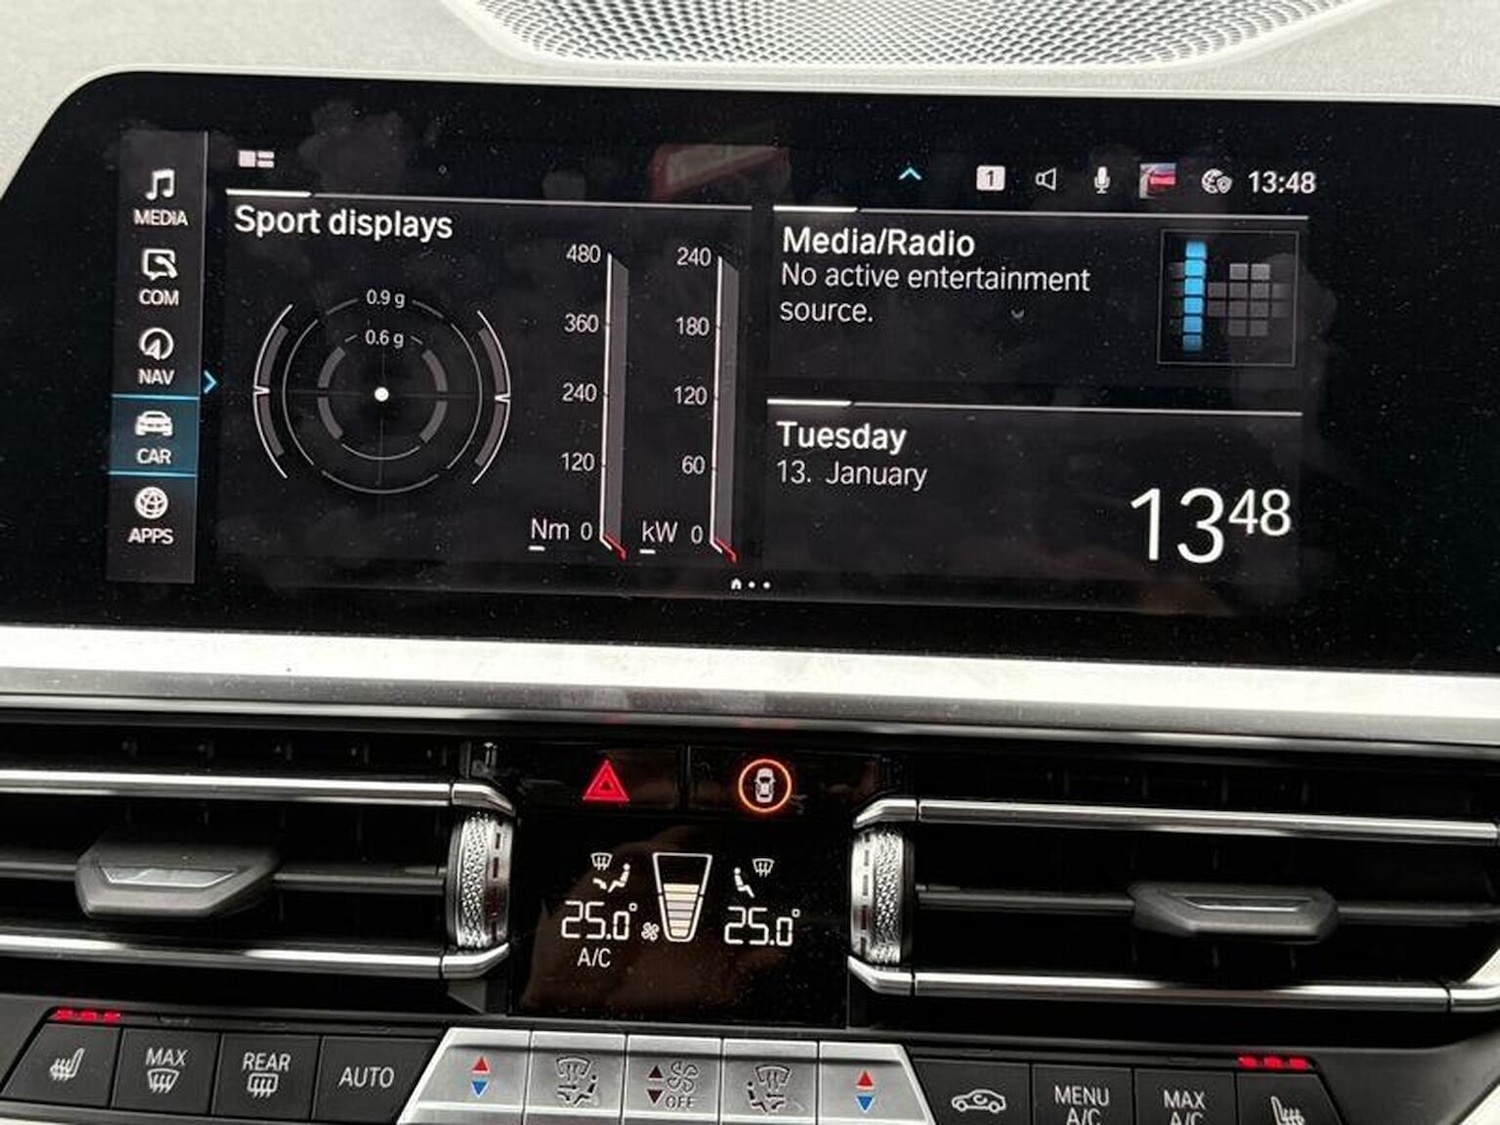 MEDIA
COM
NAV
CAR
APPS
1
13:48
Sport displays
0.9 g
0.6 g
480
360
240
120
Nm 0
240
180
120
60
kW 0
Media/Radio
No active entertainment
source.
Tuesday
13. January
13 48
25.0°
25.0°
A/C
MAX
REAR
AUTO
OFF
MENU
A/C
MAX
A/C